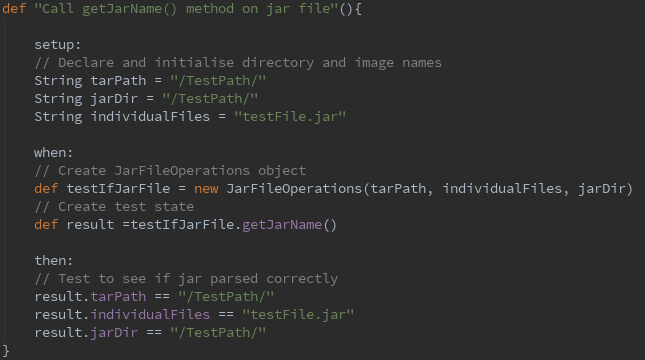 def "Call getJarName() method on jar file"(){
setup:
// Declare and initialise directory and image names
String tarPath = "/TestPath/"
String jarDir = "/TestPath/"
String individualFiles = "testFile.jar"
when:
// Create JarFileOperations object
def testIfJarFile = new JarFileOperations(tarPath, individualFiles, jarDir)
// Create test state
def result =testIfJarFile.getJarName()
then:
// Test to see if jar parsed correctly
result.tarPath == "/TestPath/"
result.individualFiles == "testFile.jar"
result.jarDir == "/TestPath/"
}